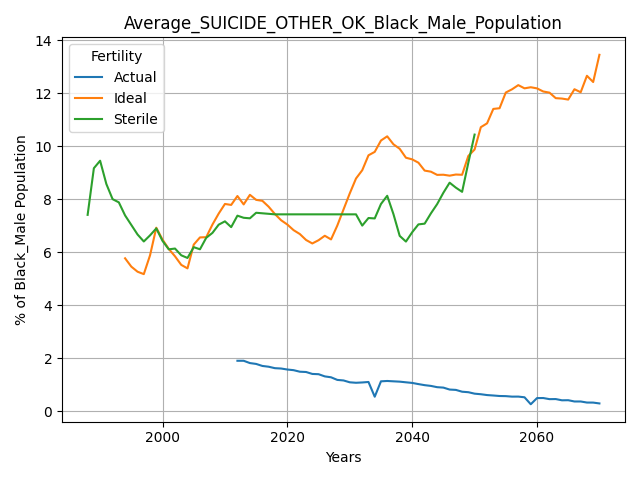 Average_SUICIDE_OTHER_OK_Black_Male_Population
14
12
10
8
6
4
2
0
% of Black_Male Population
Fertility
Actual
Ideal
Sterile
2000
2020
2040
2060
Years